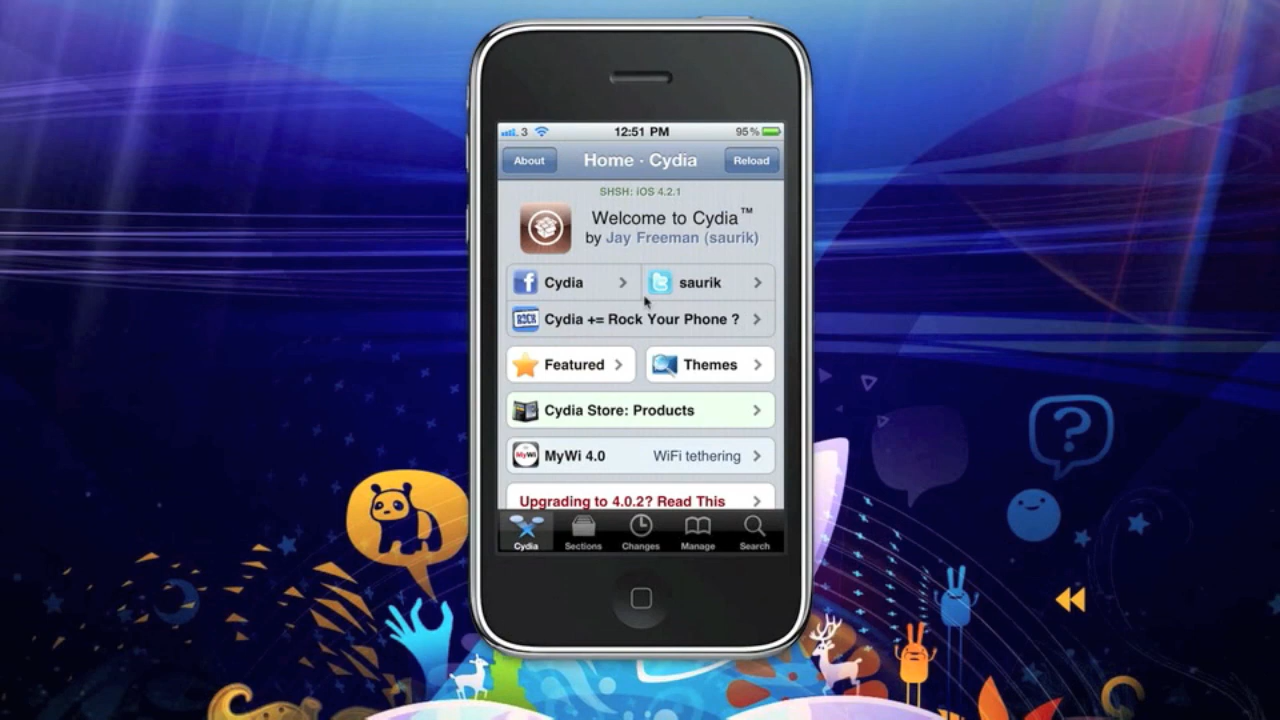 3 12:51 PM 95%
About Home · Cydia Reload
SHSH: iOS 4.2.1
Welcome to Cydia™
by Jay Freeman (saurik)
f Cydia saurik
ROCK Cydia += Rock Your Phone ?
Featured Themes
Cydia Store: Products
MyWi MyWi 4.0 WiFi tethering
Upgrading to 4.0.2? Read This
Cydia Sections Changes Manage Search
?